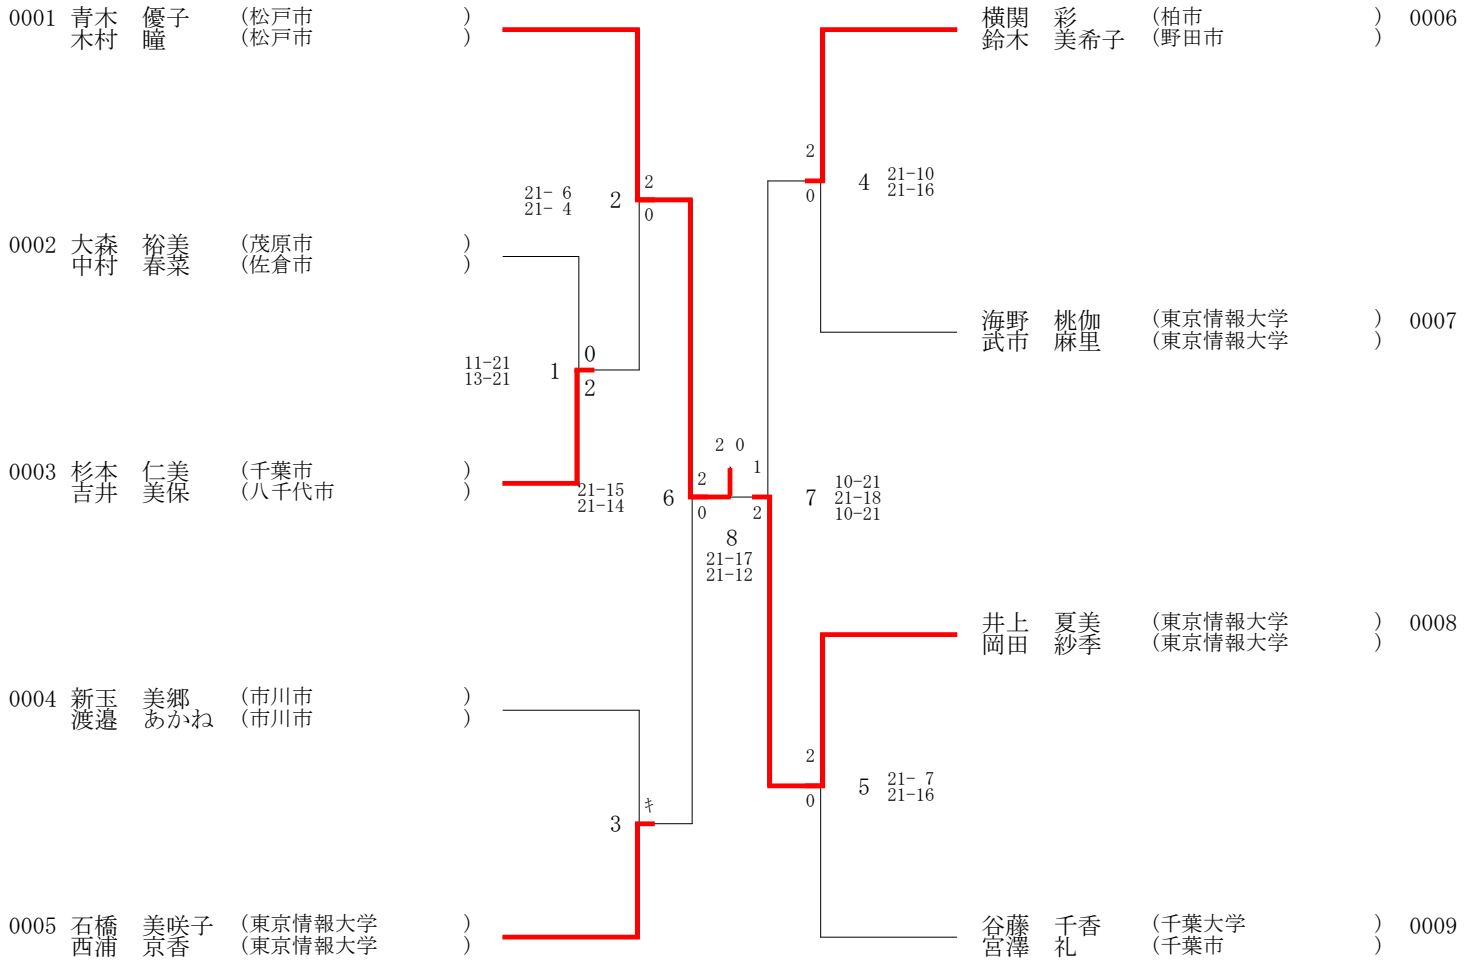 0001 青木 優子 (松戸市 )
木村 瞳 (松戸市 )
横関 彩 (柏市 ) 0006
鈴木 美希子 (野田市 )
2
4 21-10
21-16
0
21- 6
21- 4
2
2
0
0002 大森 裕美 (茂原市 )
中村 春菜 (佐倉市 )
海野 桃伽 (東京情報大学 ) 0007
武市 麻里 (東京情報大学 )
11-21
13-21
1
0
2
0003 杉本 仁美 (千葉市 )
吉井 美保 (八千代市 )
21-15
21-14
6
2
0
2 0
1
2
7
10-21
21-18
10-21
8
21-17
21-12
井上 夏美 (東京情報大学 ) 0008
岡田 紗季 (東京情報大学 )
0004 新玉 美郷 (市川市 )
渡邉 あかね (市川市 )
2
5 21- 7
21-16
0
3
キ
0005 石橋 美咲子 (東京情報大学 )
西浦 京香 (東京情報大学 )
谷藤 千香 (千葉大学 ) 0009
宮澤 礼 (千葉市 )